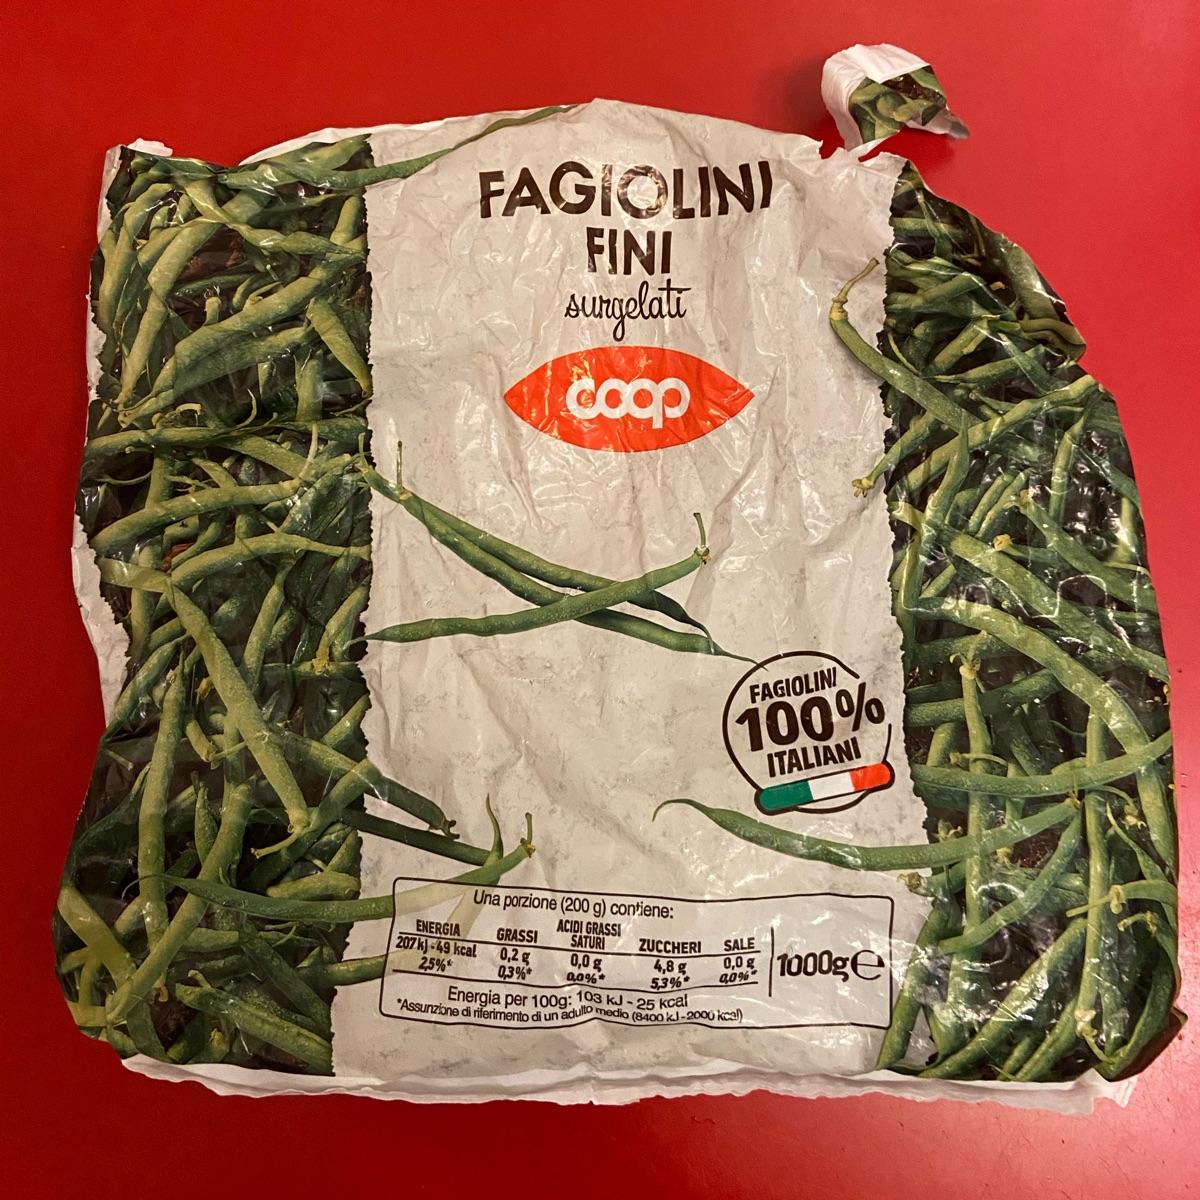 FAGIOLINI
FINI
surgelati
coop
FAGIOLINI
100%
ITALIANI
Una porzione (200 g) contiene:
ENERGIA GRASSI ACIDI GRASSI SATURI ZUCCHERI SALE
207 kj - 49 kcal 0,2 g 0,0 g 4,8 g 0,0 g
2,5%* 0,3%* 0,0%* 5,3%* 0,0%*
1000g ℮
Energia per 100g: 103 kJ - 25 kcal
*Assunzione di riferimento di un adulto medio (8400 kJ - 2000 kcal)